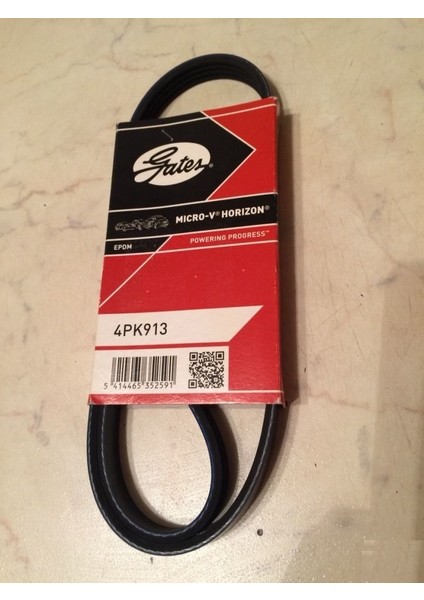 Gates
MICRO-V® HORIZON®
EPDM
POWERING PROGRESS™
4PK913
5 414465 352591